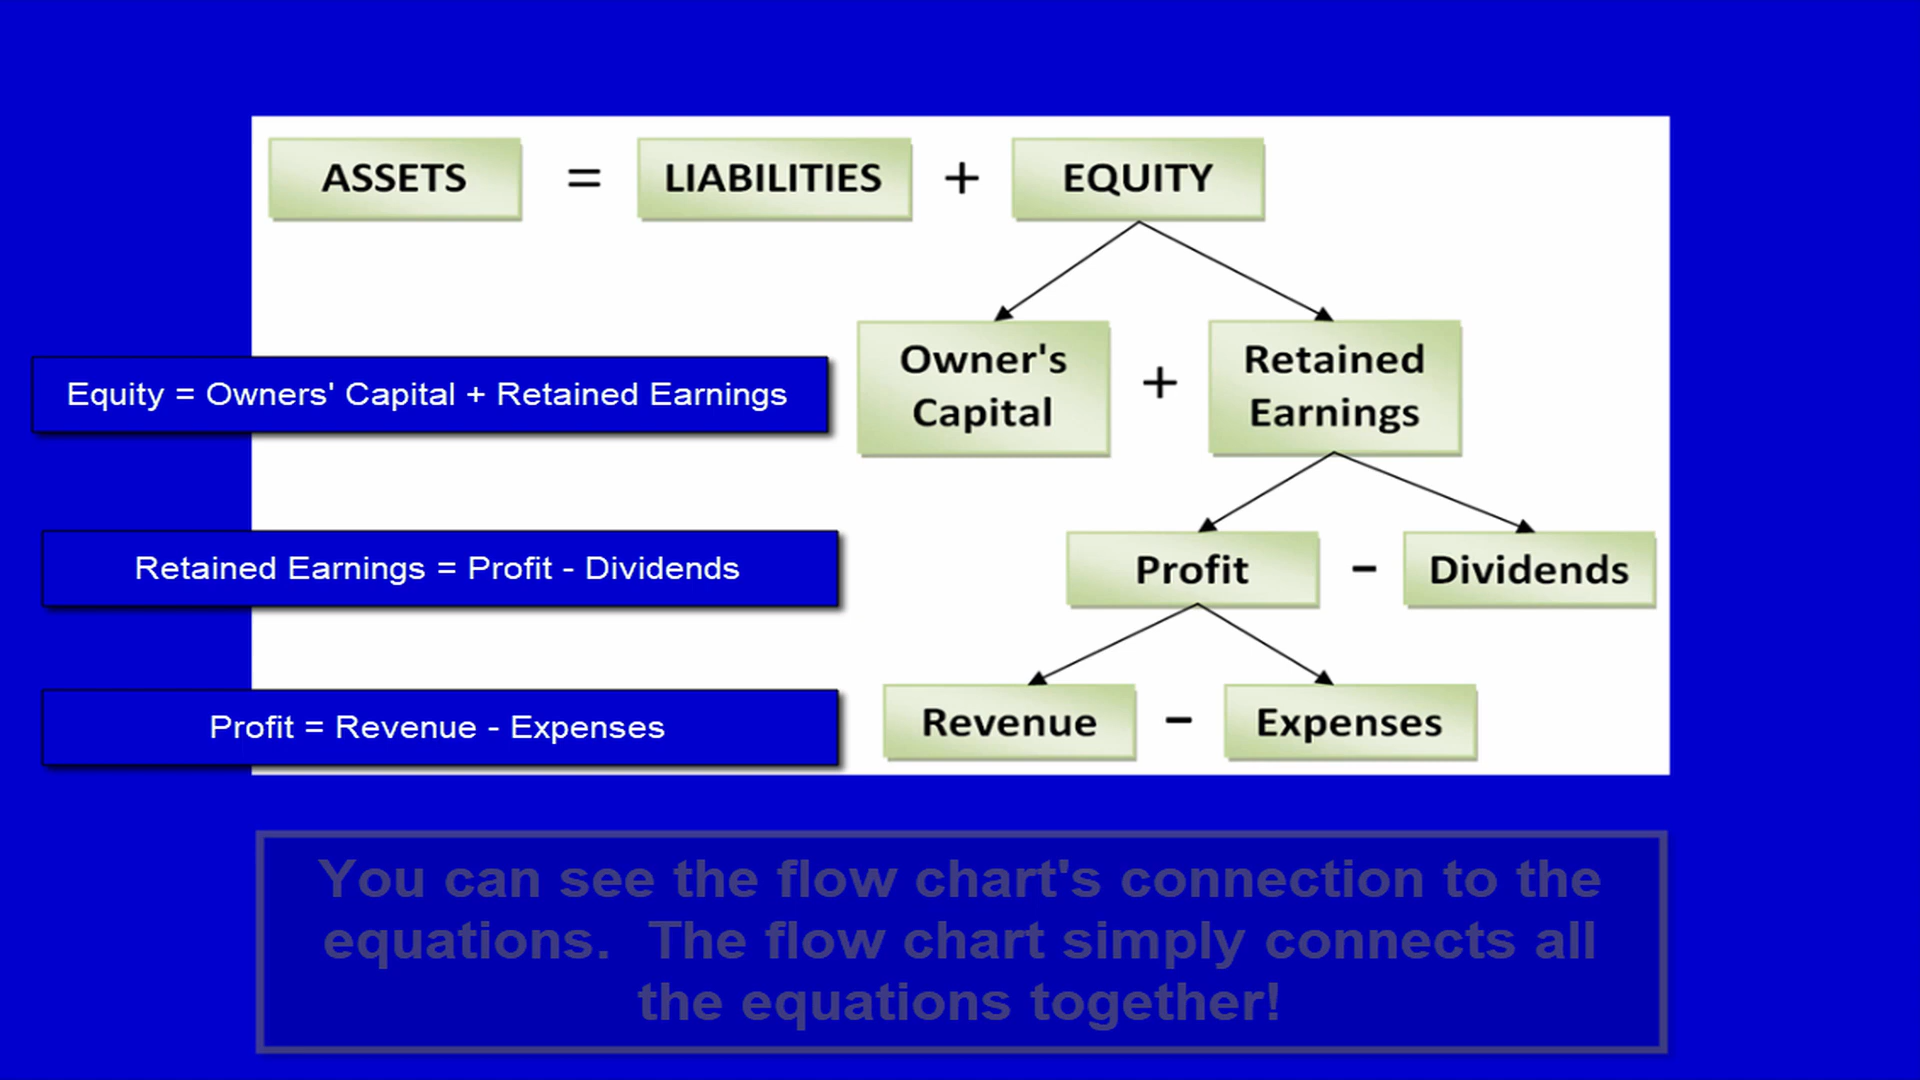 ASSETS = LIABILITIES + EQUITY
Equity = Owners' Capital + Retained Earnings
Owner's
Capital
+
Retained
Earnings
Retained Earnings = Profit - Dividends
Profit - Dividends
Profit = Revenue - Expenses
Revenue - Expenses
You can see the flow chart's connection to the
equations. The flow chart simply connects all
the equations together!